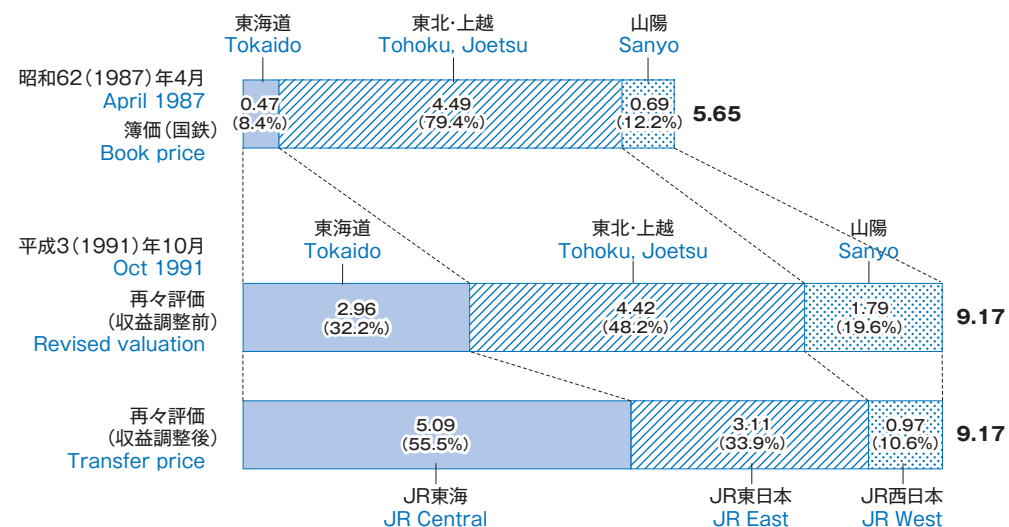 東海道
Tokaido
東北・上越
Tohoku, Joetsu
山陽
Sanyo
昭和62(1987)年4月
April 1987
簿価(国鉄)
Book price
0.47
(8.4%)
4.49
(79.4%)
0.69
(12.2%)
5.65
東海道
Tokaido
東北・上越
Tohoku, Joetsu
山陽
Sanyo
平成3(1991)年10月
Oct 1991
再々評価
(収益調整前)
Revised valuation
2.96
(32.2%)
4.42
(48.2%)
1.79
(19.6%)
9.17
再々評価
(収益調整後)
Transfer price
5.09
(55.5%)
3.11
(33.9%)
0.97
(10.6%)
9.17
JR東海
JR Central
JR東日本
JR East
JR西日本
JR West